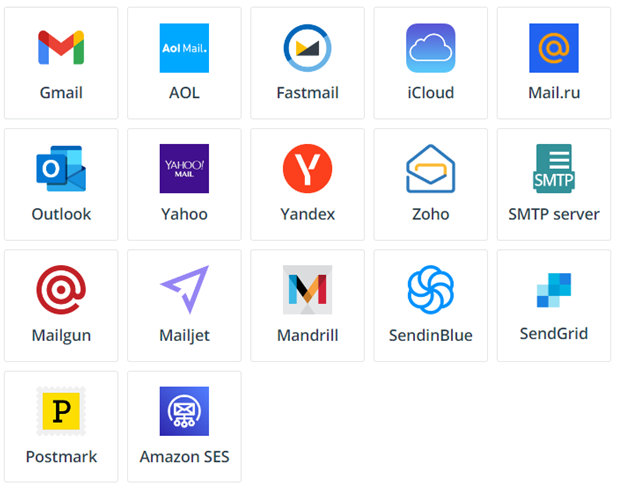 Aol Mail.
Gmail
AOL
Fastmail
iCloud
@
Mail.ru
O
YAHOO!
MAIL
Y
SMTP
Outlook
Yahoo
Yandex
Zoho
SMTP server
M
Mailgun
Mailjet
Mandrill
SendinBlue
SendGrid
P
Postmark
Amazon SES